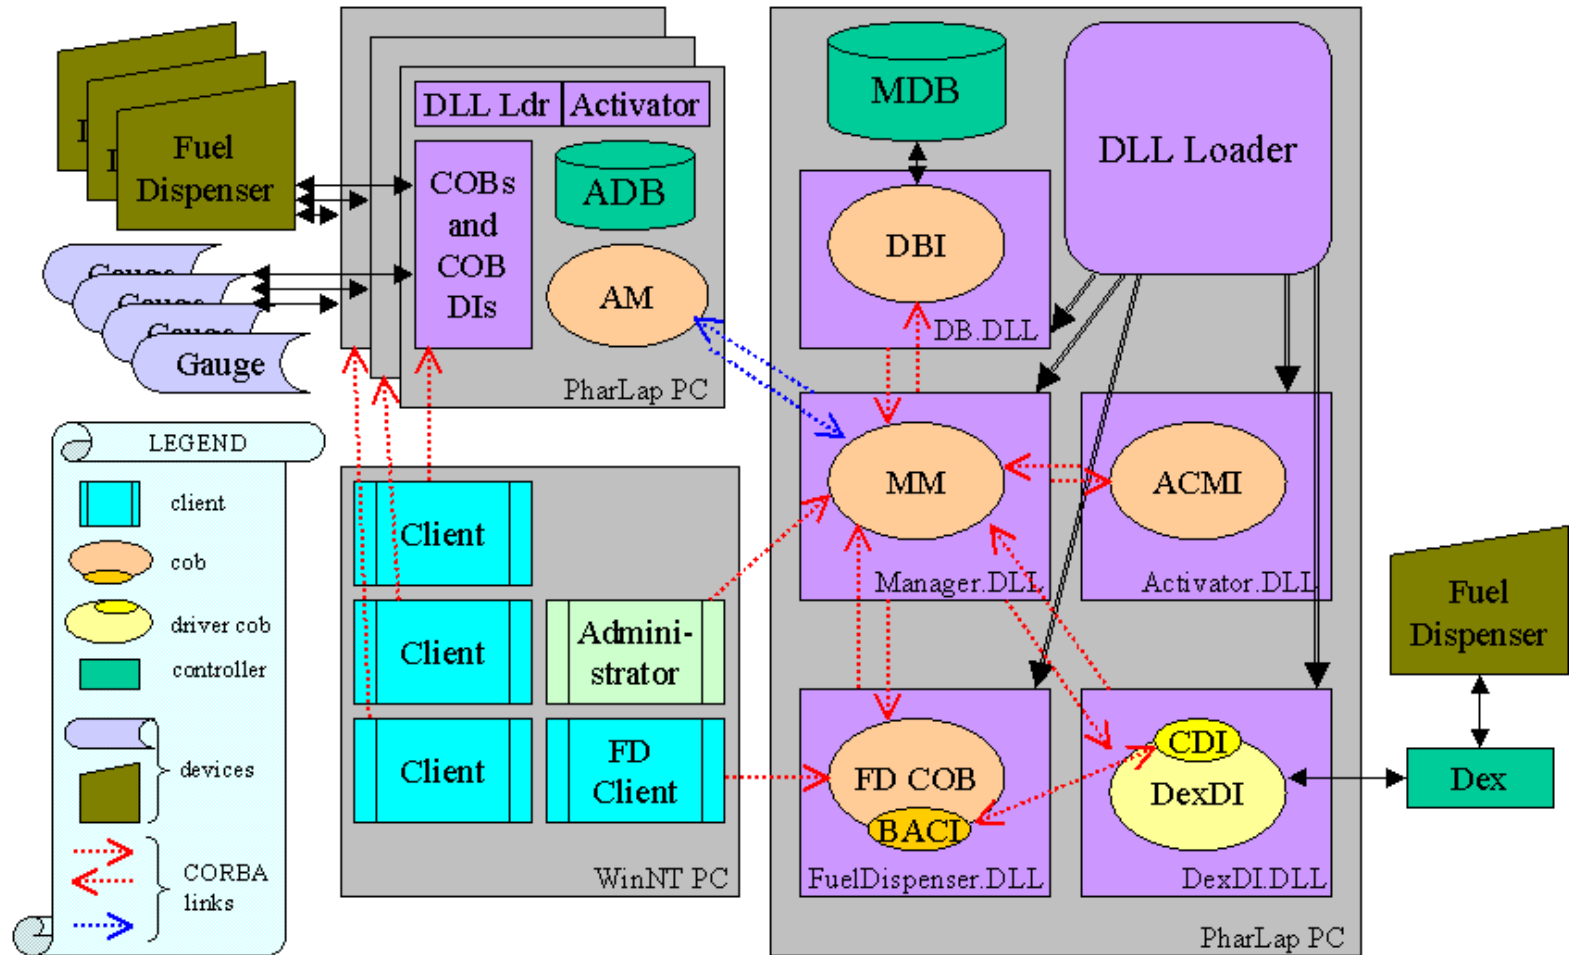 Fuel
Dispenser
Gauge
Gauge
Gauge
Gauge
DLL Ldr
Activator
COBs
and
COB
DIs
ADB
AM
PharLap PC
MDB
DBI
DB.DLL
DLL Loader
MM
Manager.DLL
ACMI
Activator.DLL
FD COB
BACI
FuelDispenser.DLL
CDI
DexDI
DexDI.DLL
PharLap PC
Fuel
Dispenser
Dex
Client
Client
Client
Admini-
strator
FD
Client
WinNT PC
LEGEND
client
cob
driver cob
controller
devices
CORBA
links